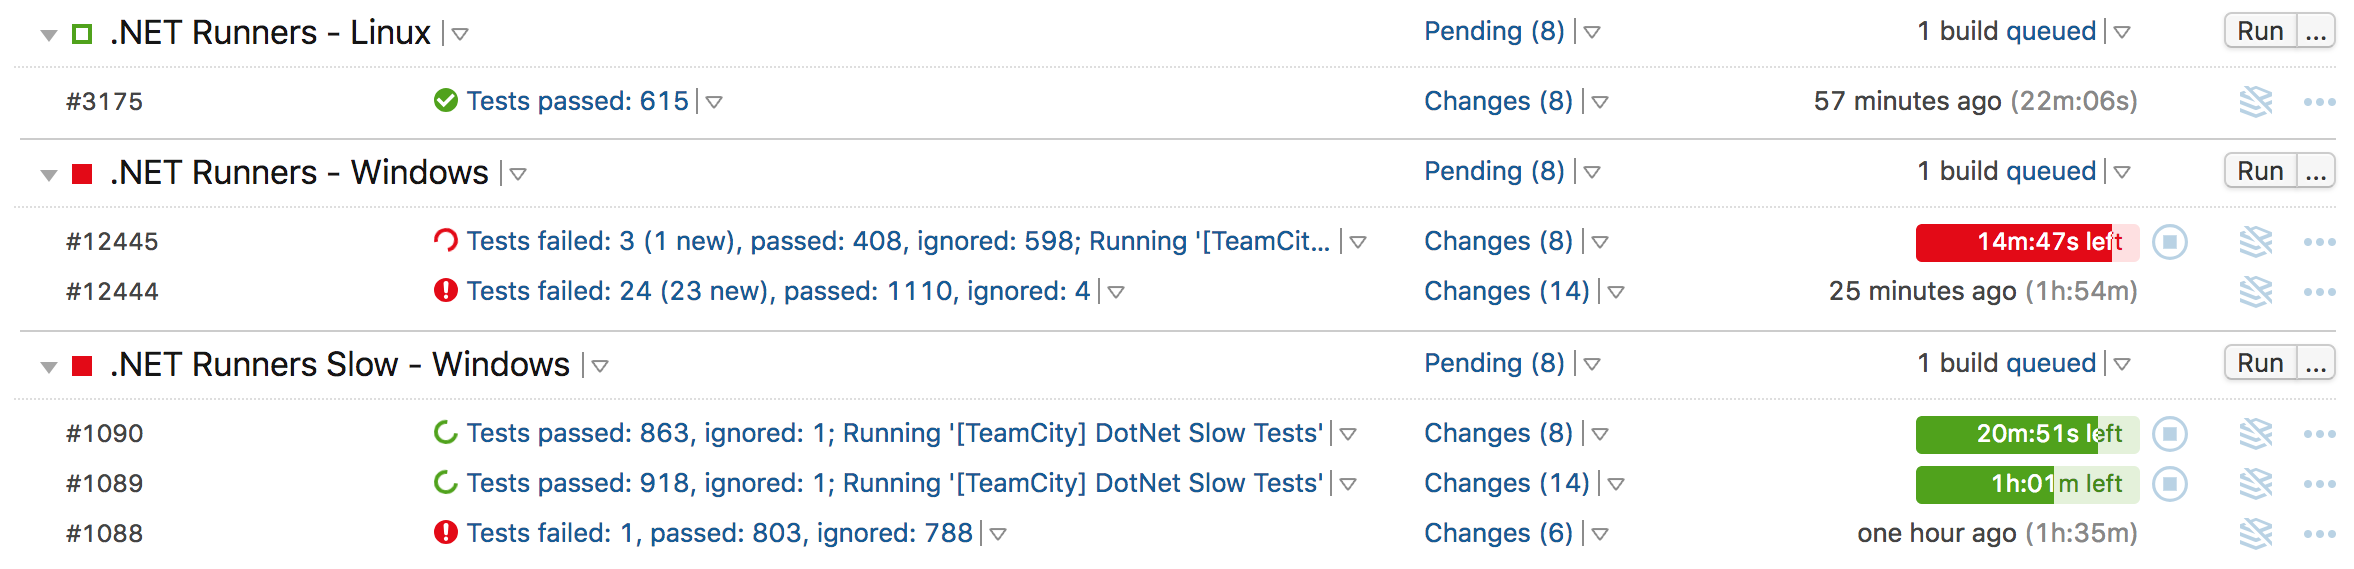 .NET Runners - Linux Pending (8) 1 build queued Run ...
#3175 Tests passed: 615 Changes (8) 57 minutes ago (22m:06s)
.NET Runners - Windows Pending (8) 1 build queued Run ...
#12445 Tests failed: 3 (1 new), passed: 408, ignored: 598; Running '[TeamCit... Changes (8) 14m:47s left
#12444 Tests failed: 24 (23 new), passed: 1110, ignored: 4 Changes (14) 25 minutes ago (1h:54m)
.NET Runners Slow - Windows Pending (8) 1 build queued Run ...
#1090 Tests passed: 863, ignored: 1; Running '[TeamCity] DotNet Slow Tests' Changes (8) 20m:51s left
#1089 Tests passed: 918, ignored: 1; Running '[TeamCity] DotNet Slow Tests' Changes (14) 1h:01m left
#1088 Tests failed: 1, passed: 803, ignored: 788 Changes (6) one hour ago (1h:35m)